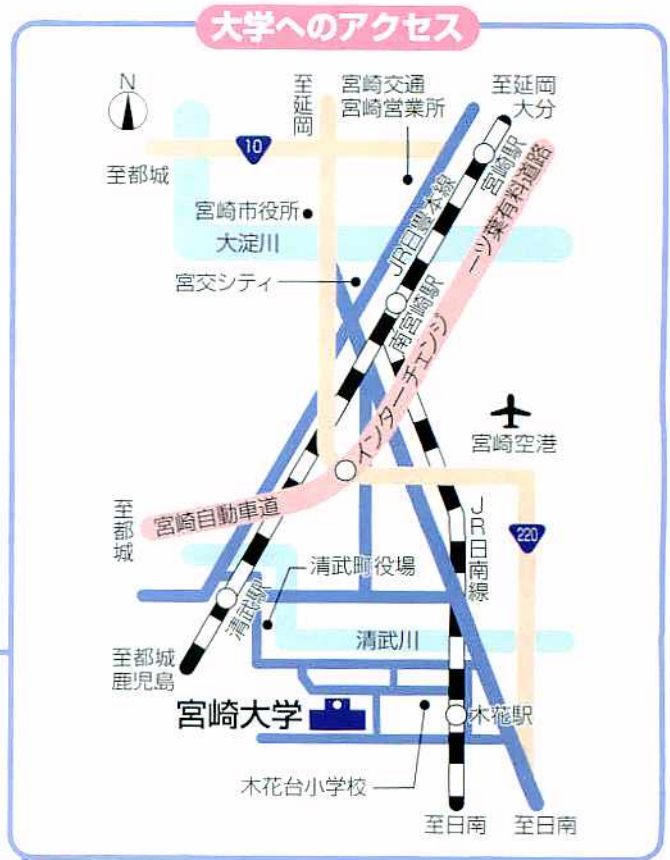 大学へのアクセス
N
至延岡
宮崎交通
宮崎営業所
至延岡
大分
10
至都城
宮崎駅
一ツ葉有料道路
JR日豊本線
宮崎市役所
大淀川
宮交シティ
南宮崎駅
インターチェンジ
宮崎空港
至都城
宮崎自動車道
JR日南線
220
清武町役場
清武駅
清武川
至都城
鹿児島
宮崎大学
木花駅
木花台小学校
至日南
至日南